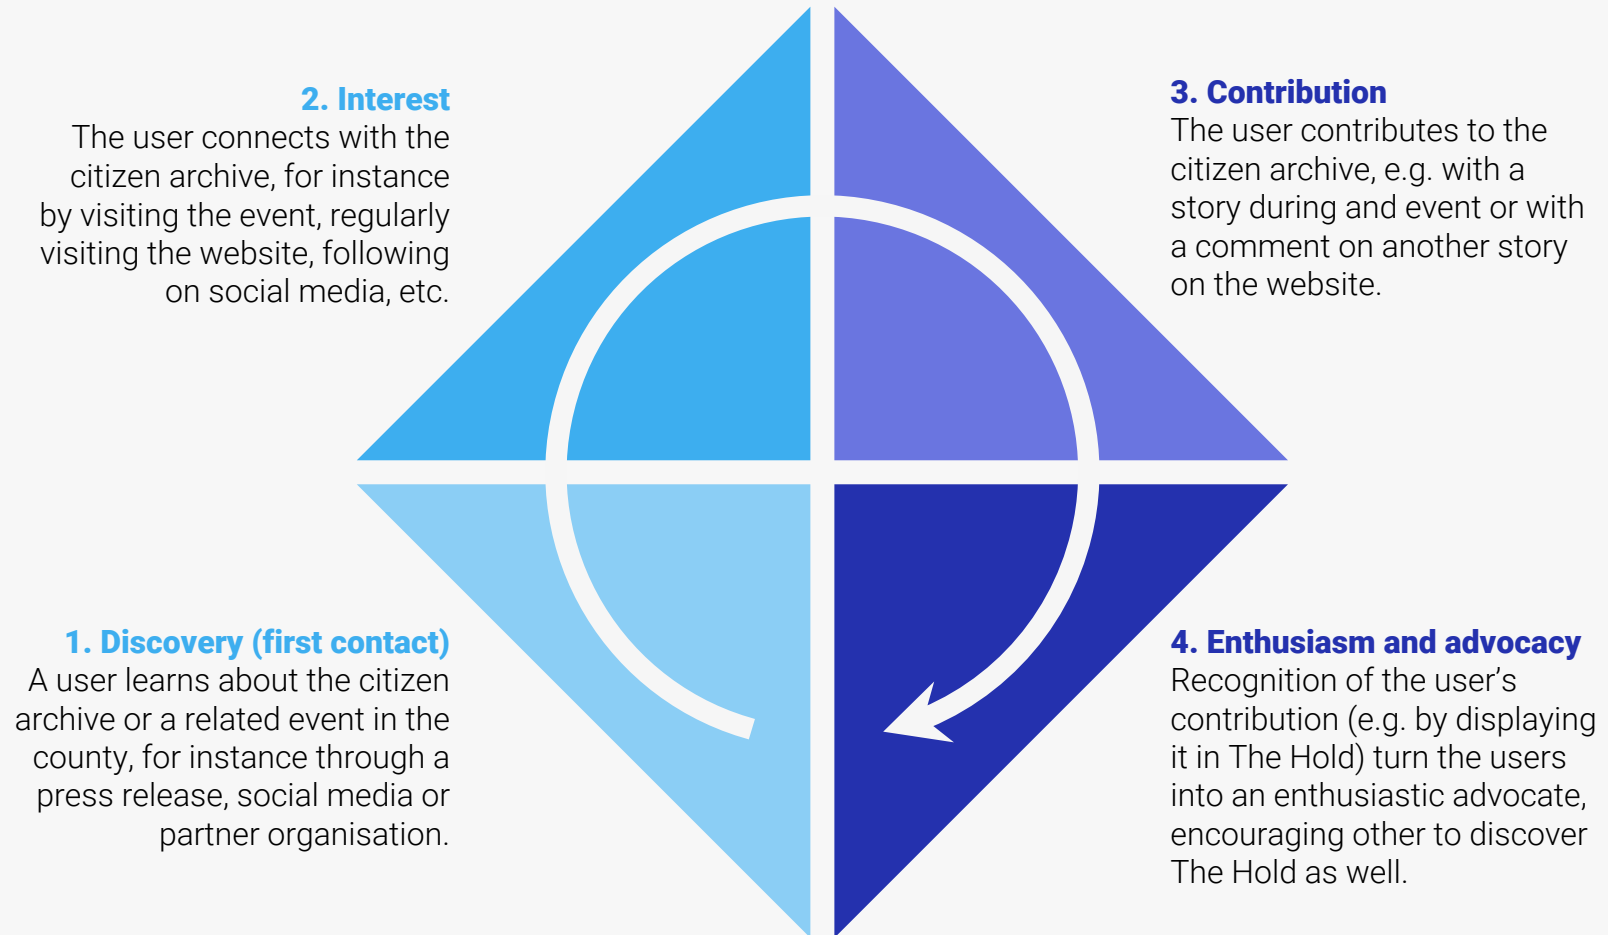 2. Interest
The user connects with the
citizen archive, for instance
by visiting the event, regularly
visiting the website, following
on social media, etc.
3. Contribution
The user contributes to the
citizen archive, e.g. with a
story during and event or with
a comment on another story
on the website.
1. Discovery (first contact)
A user learns about the citizen
archive or a related event in the
county, for instance through a
press release, social media or
partner organisation.
4. Enthusiasm and advocacy
Recognition of the user’s
contribution (e.g. by displaying
it in The Hold) turn the users
into an enthusiastic advocate,
encouraging other to discover
The Hold as well.